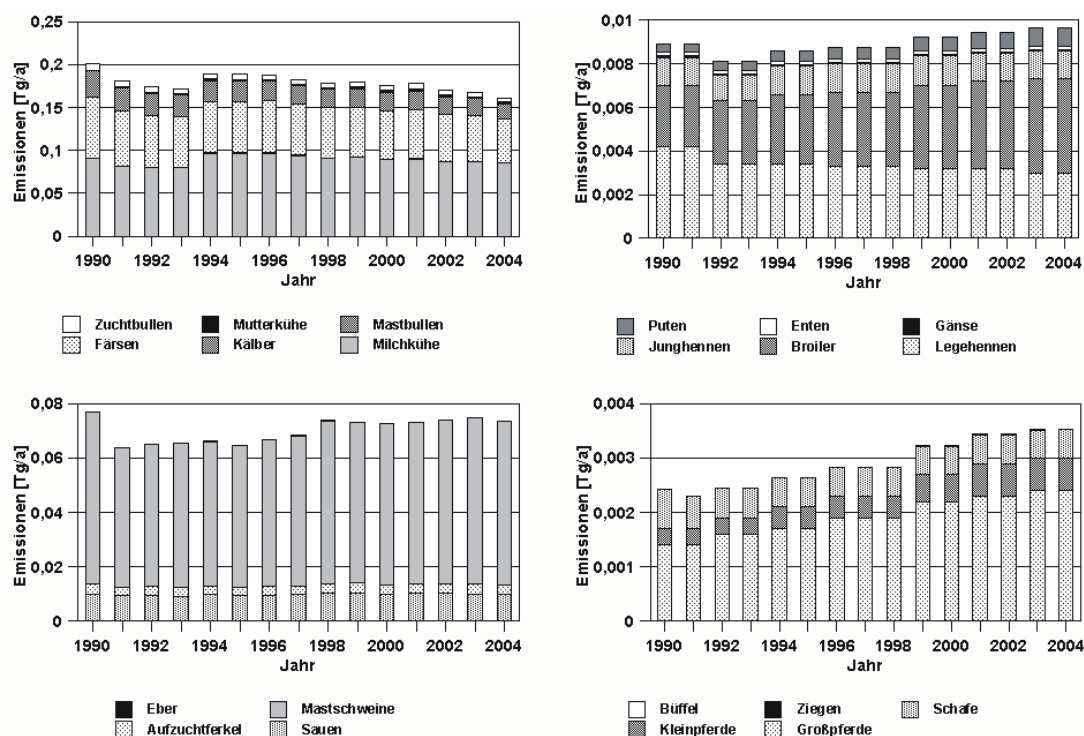 Emissionen [Tg/a]
0,25
0,2
0,15
0,1
0,05
0
1990 1992 1994 1996 1998 2000 2002 2004
Jahr
Zuchtbullen Mutterkühe Mastbullen
Färsen Kälber Milchkühe
Emissionen [Tg/a]
0,01
0,008
0,006
0,004
0,002
0
1990 1992 1994 1996 1998 2000 2002 2004
Jahr
Puten Enten Gänse
Junghennen Broiler Legehennen
Emissionen [Tg/a]
0,08
0,06
0,04
0,02
0
1990 1992 1994 1996 1998 2000 2002 2004
Jahr
Eber Mastschweine
Aufzuchtferkel Sauen
Emissionen [Tg/a]
0,004
0,003
0,002
0,001
0
1990 1992 1994 1996 1998 2000 2002 2004
Jahr
Büffel Ziegen Schafe
Kleinpferde Großpferde